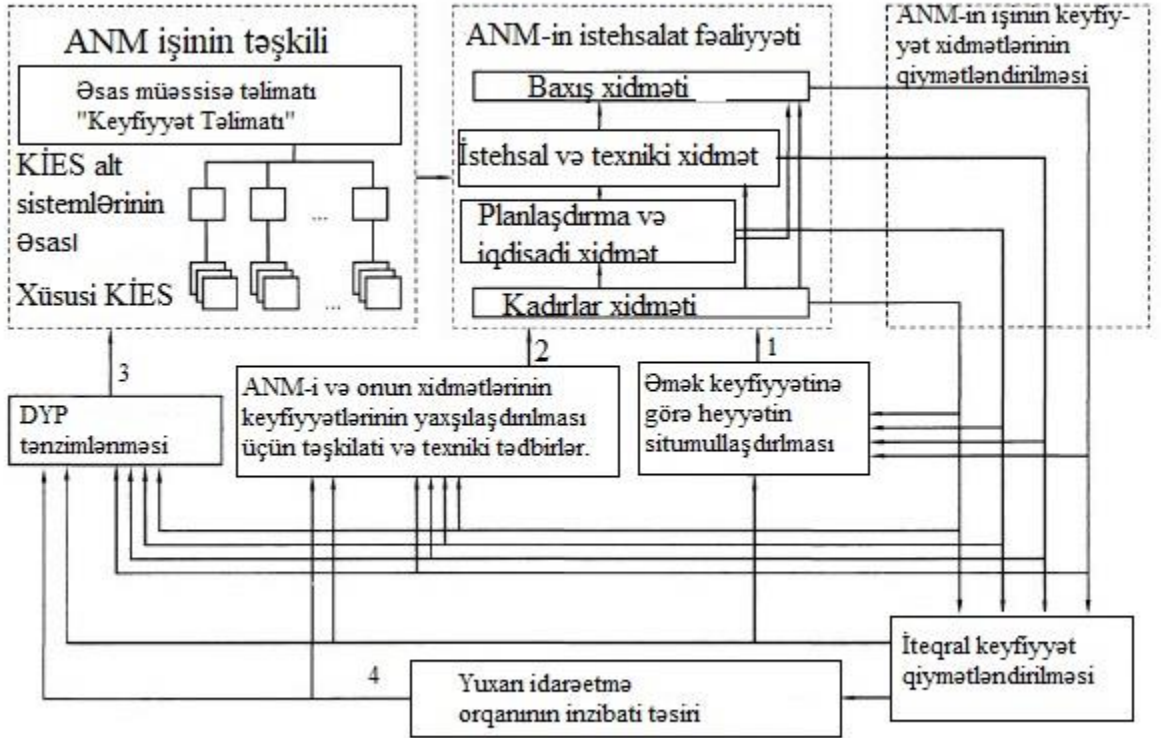 ANM işinin təşkili
Əsas müəssisə təlimatı
"Keyfiyyət Təlimatı"
KİES alt
sistemlərinin
Əsası
...
Xüsusi KİES
...
ANM-in istehsalat fəaliyyəti
Baxış xidməti
İstehsal və texniki xidmət
Planlaşdırma və
iqdisadi xidmət
Kadırlar xidməti
ANM-in işinin keyfiy-
yət xidmətlərinin
qiymətləndirilməsi
3
2
1
DYP
tənzimlənməsi
ANM-i və onun xidmətlərinin
keyfiyyətlərinin yaxşılaşdırılması
üçün təşkilati və texniki tədbirlər.
Əmək keyfiyyətinə
görə heyyətin
situmullaşdırılması
İteqral keyfiyyət
qiymətləndirilməsi
4
Yuxarı idarəetmə
orqanının inzibati təsiri